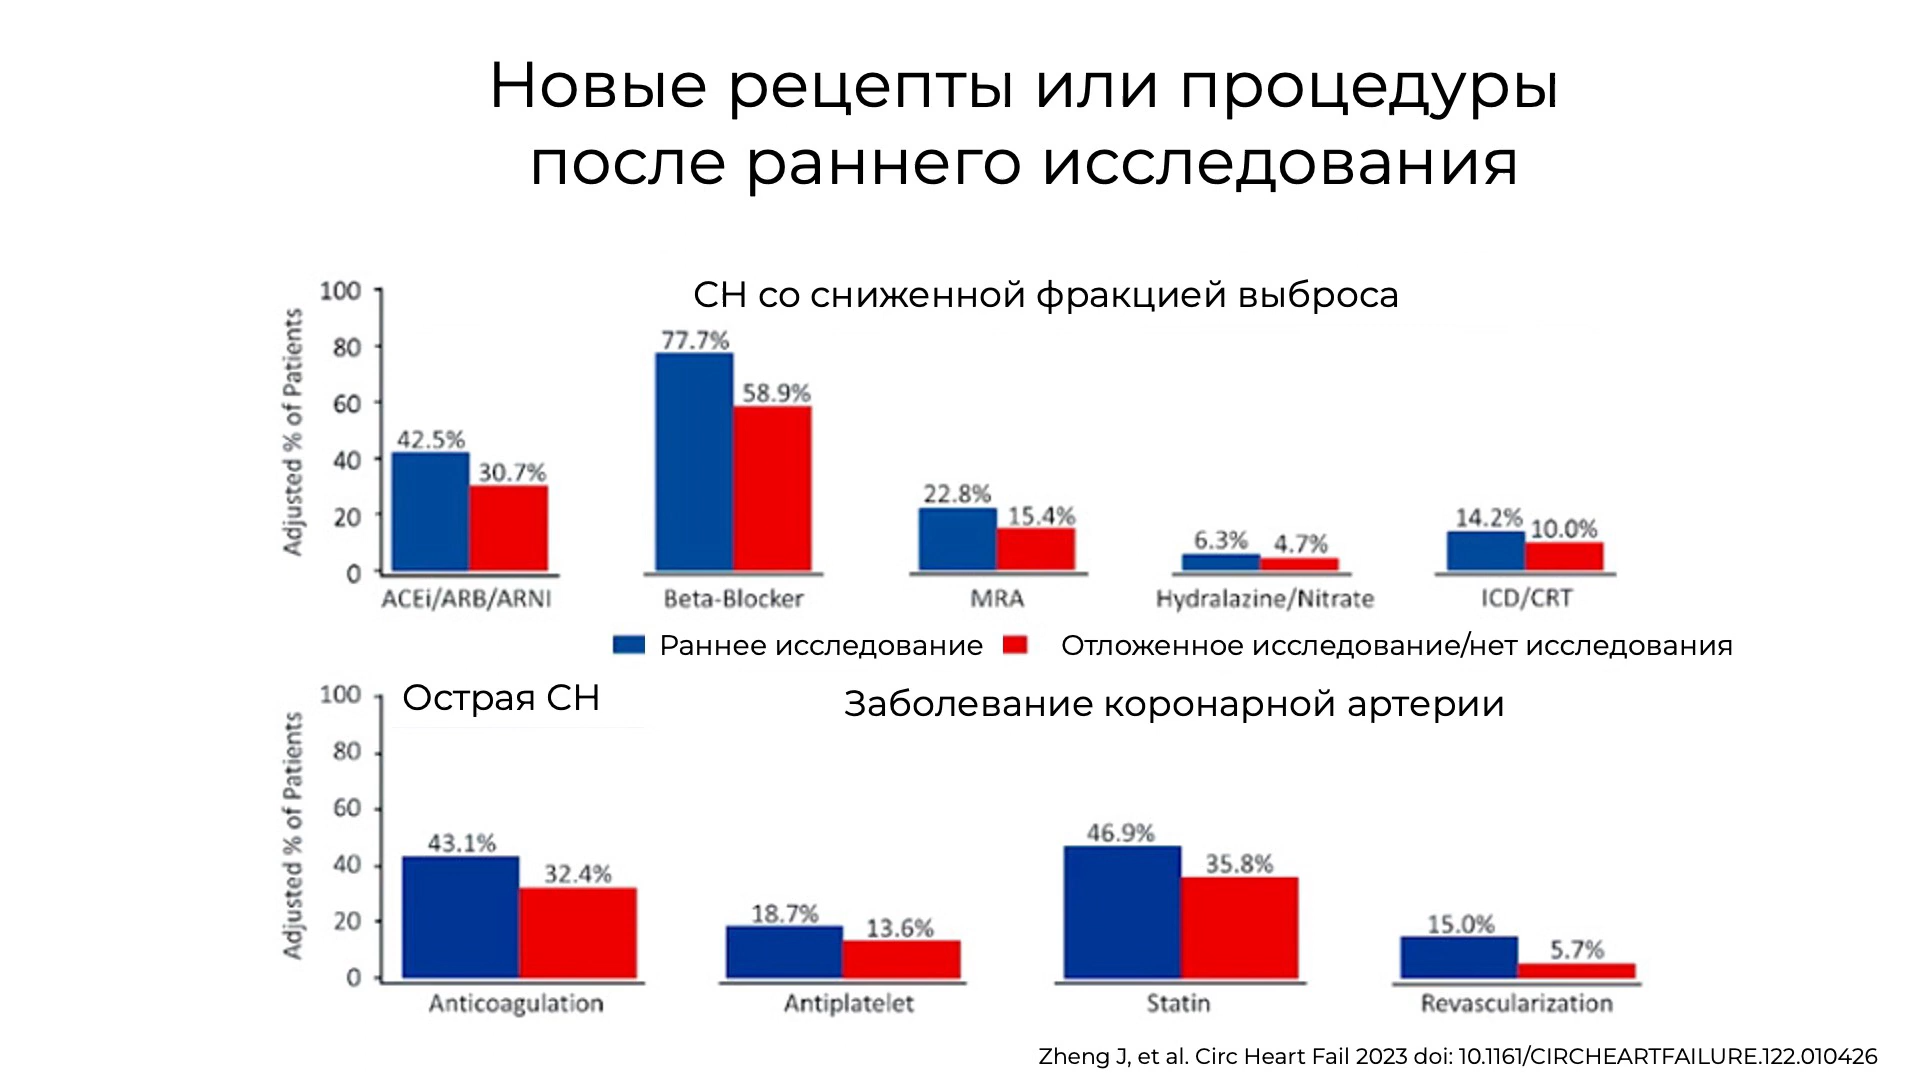 Новые рецепты или процедуры
после раннего исследования
СН со сниженной фракцией выброса
Adjusted % of Patients
100
80
60
40
20
0
42.5%
30.7%
77.7%
58.9%
22.8%
15.4%
6.3%
4.7%
14.2%
10.0%
ACEi/ARB/ARNI
Beta-Blocker
MRA
Hydralazine/Nitrate
ICD/CRT
Раннее исследование
Отложенное исследование/нет исследования
Острая СН
Заболевание коронарной артерии
Adjusted % of Patients
100
80
60
40
20
0
43.1%
32.4%
18.7%
13.6%
46.9%
35.8%
15.0%
5.7%
Anticoagulation
Antiplatelet
Statin
Revascularization
Zheng J, et al. Circ Heart Fail 2023 doi: 10.1161/CIRCHEARTFAILURE.122.010426